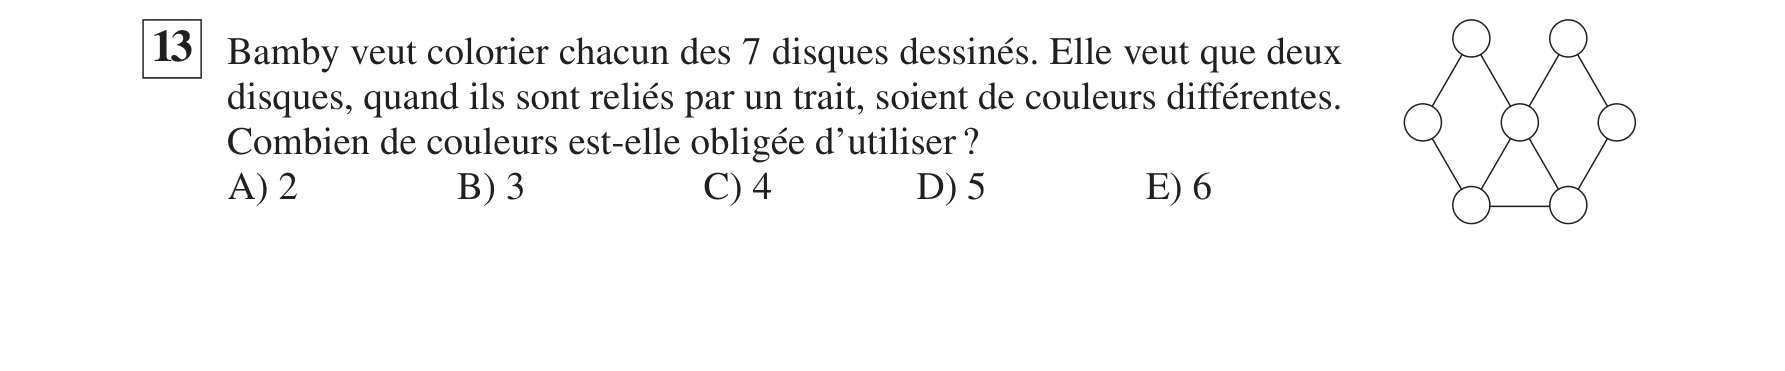 13 Bamby veut colorier chacun des 7 disques dessinés. Elle veut que deux
disques, quand ils sont reliés par un trait, soient de couleurs différentes.
Combien de couleurs est-elle obligée d’utiliser ?
A) 2 B) 3 C) 4 D) 5 E) 6